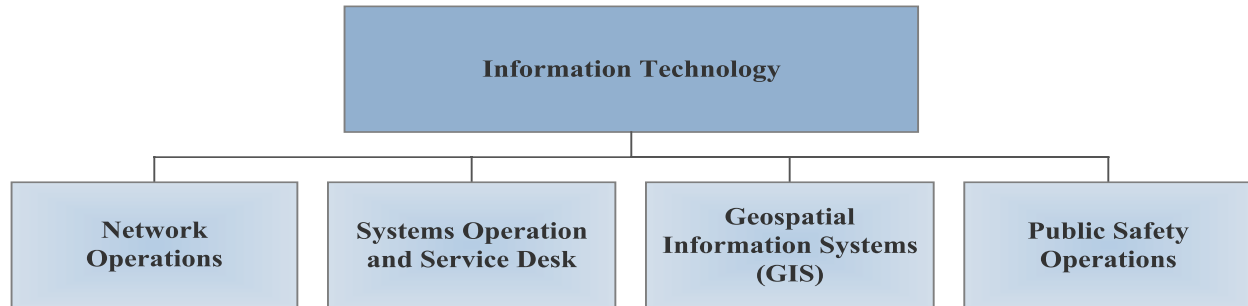 Information Technology
Network
Operations
Systems Operation
and Service Desk
Geospatial
Information Systems
(GIS)
Public Safety
Operations